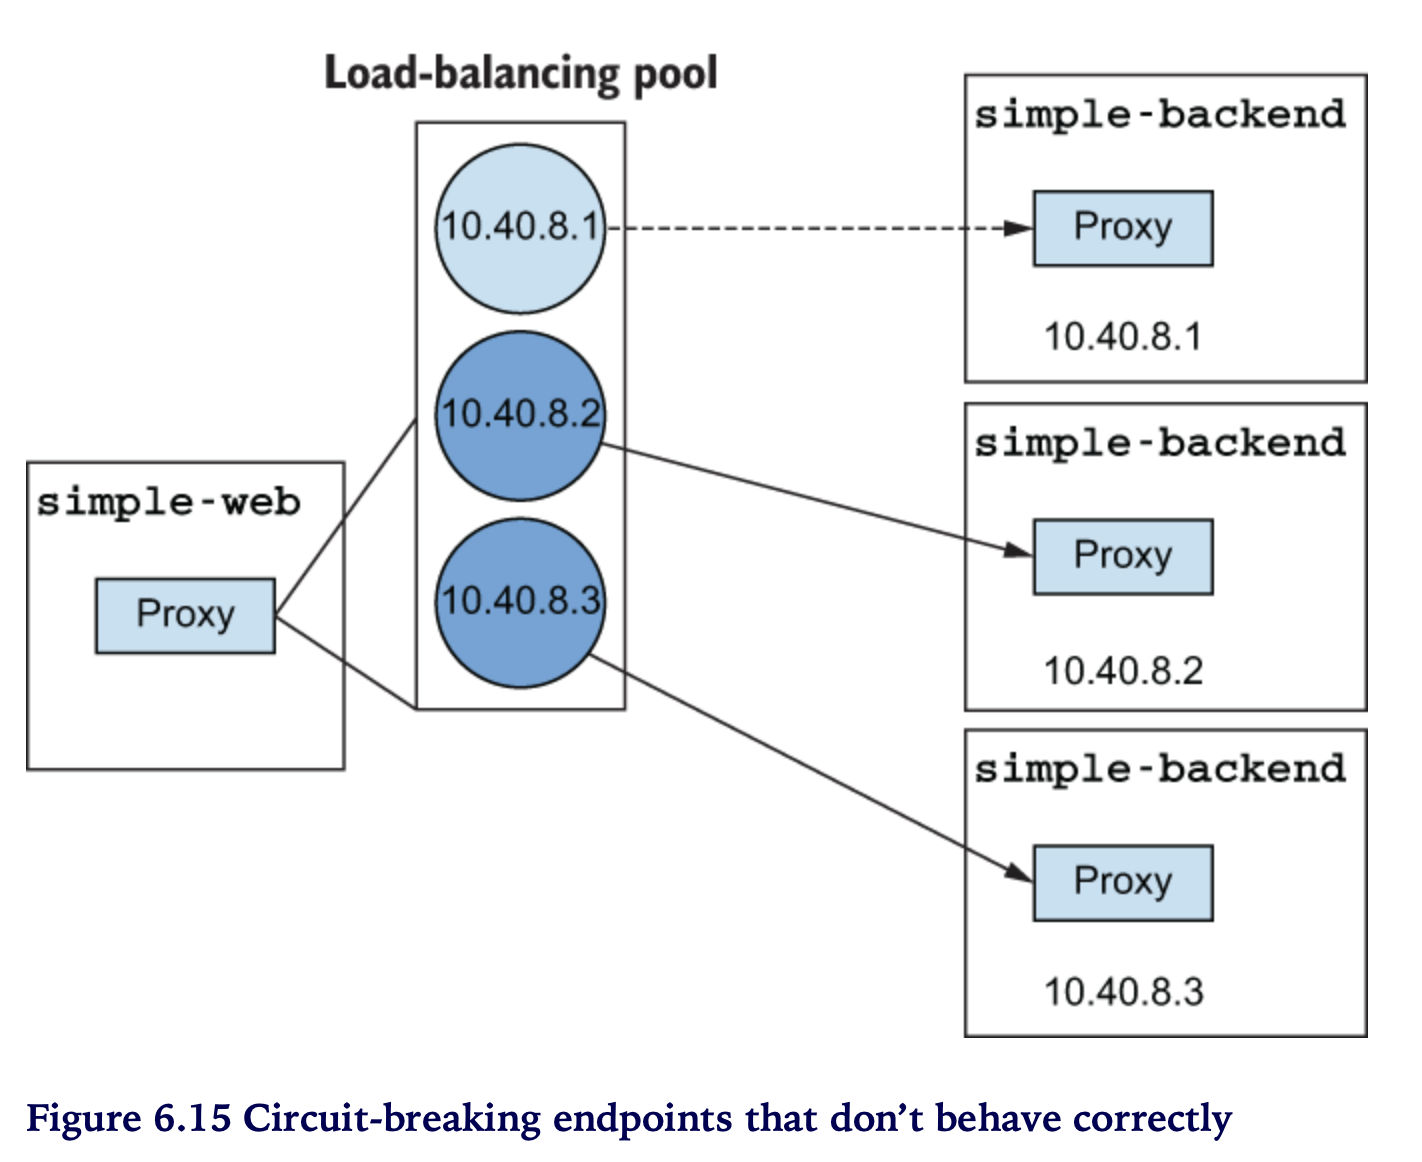 Load-balancing pool
10.40.8.1
10.40.8.2
10.40.8.3
simple-web
Proxy
simple-backend
Proxy
10.40.8.1
simple-backend
Proxy
10.40.8.2
simple-backend
Proxy
10.40.8.3
Figure 6.15 Circuit-breaking endpoints that don’t behave correctly